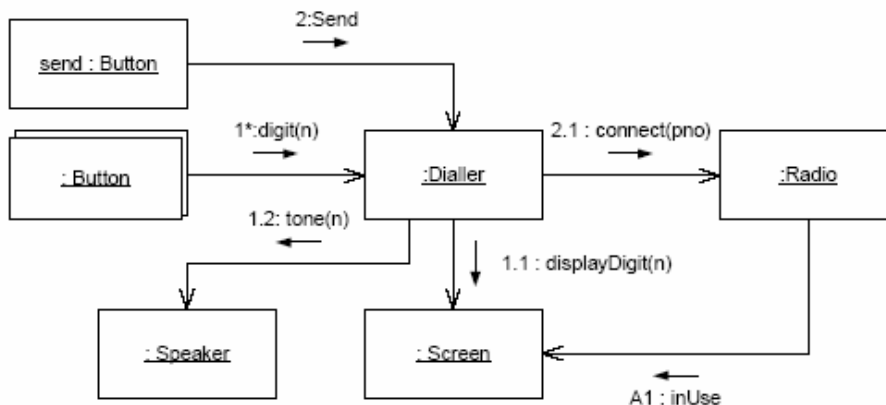 2:Send
send : Button
1*:digit(n)
2.1 : connect(pno)
: Button
:Dialler
:Radio
1.2: tone(n)
1.1 : displayDigit(n)
: Speaker
: Screen
A1 : inUse